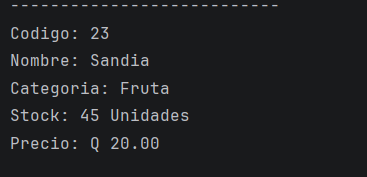 ---------------------------
Codigo: 23
Nombre: Sandia
Categoria: Fruta
Stock: 45 Unidades
Precio: Q 20.00